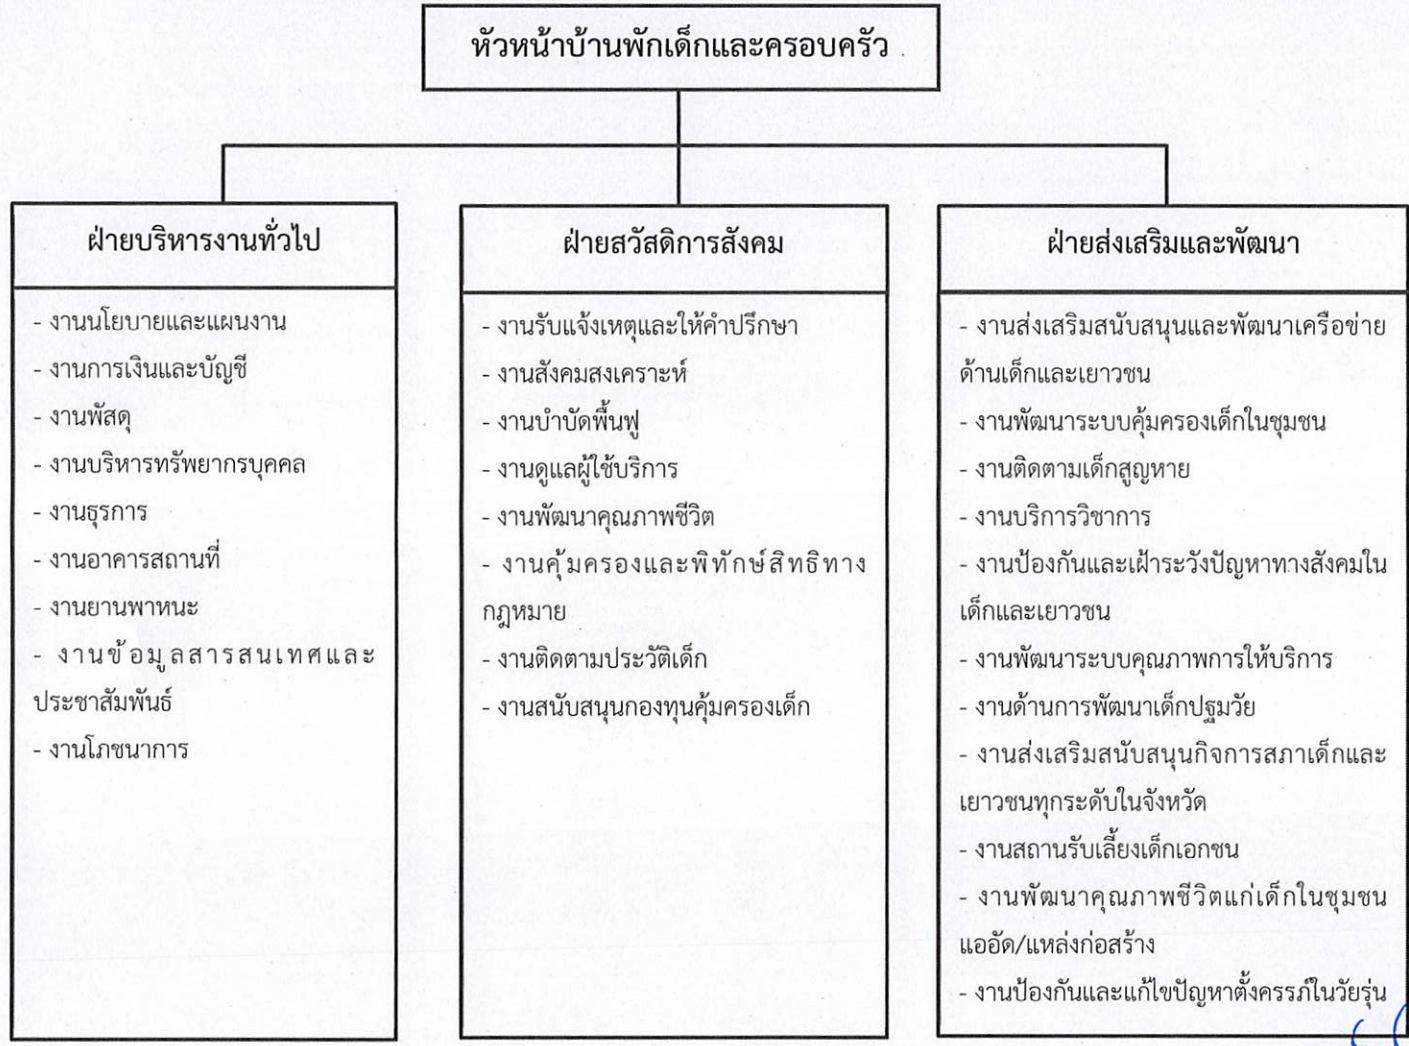 หัวหน้าบ้านพักเด็กและครอบครัว
ฝ่ายบริหารงานทั่วไป
- งานนโยบายและแผนงาน
- งานการเงินและบัญชี
- งานพัสดุ
- งานบริหารทรัพยากรบุคคล
- งานธุรการ
- งานอาคารสถานที่
- งานยานพาหนะ
- งานข้อมูลสารสนเทศและ
ประชาสัมพันธ์
- งานโภชนาการ
ฝ่ายสวัสดิการสังคม
- งานรับแจ้งเหตุและให้คำปรึกษา
- งานสังคมสงเคราะห์
- งานบำบัดพื้นฟู
- งานดูแลผู้ใช้บริการ
- งานพัฒนาคุณภาพชีวิต
- งานคุ้มครองและพิทักษ์สิทธิทาง
กฎหมาย
- งานติดตามประวัติเด็ก
- งานสนับสนุนกองทุนคุ้มครองเด็ก
ฝ่ายส่งเสริมและพัฒนา
- งานส่งเสริมสนับสนุนและพัฒนาเครือข่าย
ด้านเด็กและเยาวชน
- งานพัฒนาระบบคุ้มครองเด็กในชุมชน
- งานติดตามเด็กสูญหาย
- งานบริการวิชาการ
- งานป้องกันและเฝ้าระวังปัญหาทางสังคมใน
เด็กและเยาวชน
- งานพัฒนาระบบคุณภาพการให้บริการ
- งานด้านการพัฒนาเด็กปฐมวัย
- งานส่งเสริมสนับสนุนกิจการสภาเด็กและ
เยาวชนทุกระดับในจังหวัด
- งานสถานรับเลี้ยงเด็กเอกชน
- งานพัฒนาคุณภาพชีวิตแก่เด็กในชุมชน
แออัด/แหล่งก่อสร้าง
- งานป้องกันและแก้ไขปัญหาตั้งครรภ์ในวัยรุ่น